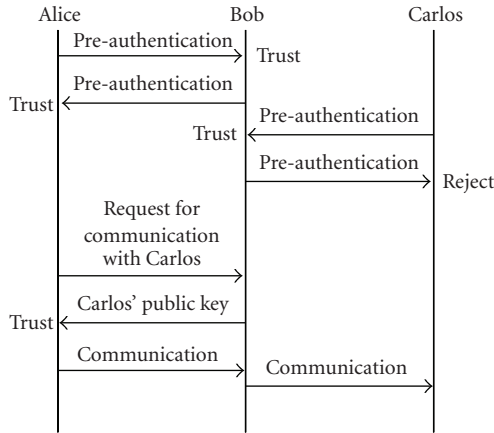 Alice
Bob
Carlos
Pre-authentication
Trust
Pre-authentication
Trust
Pre-authentication
Trust
Pre-authentication
Reject
Request for
communication
with Carlos
Carlos' public key
Trust
Communication
Communication